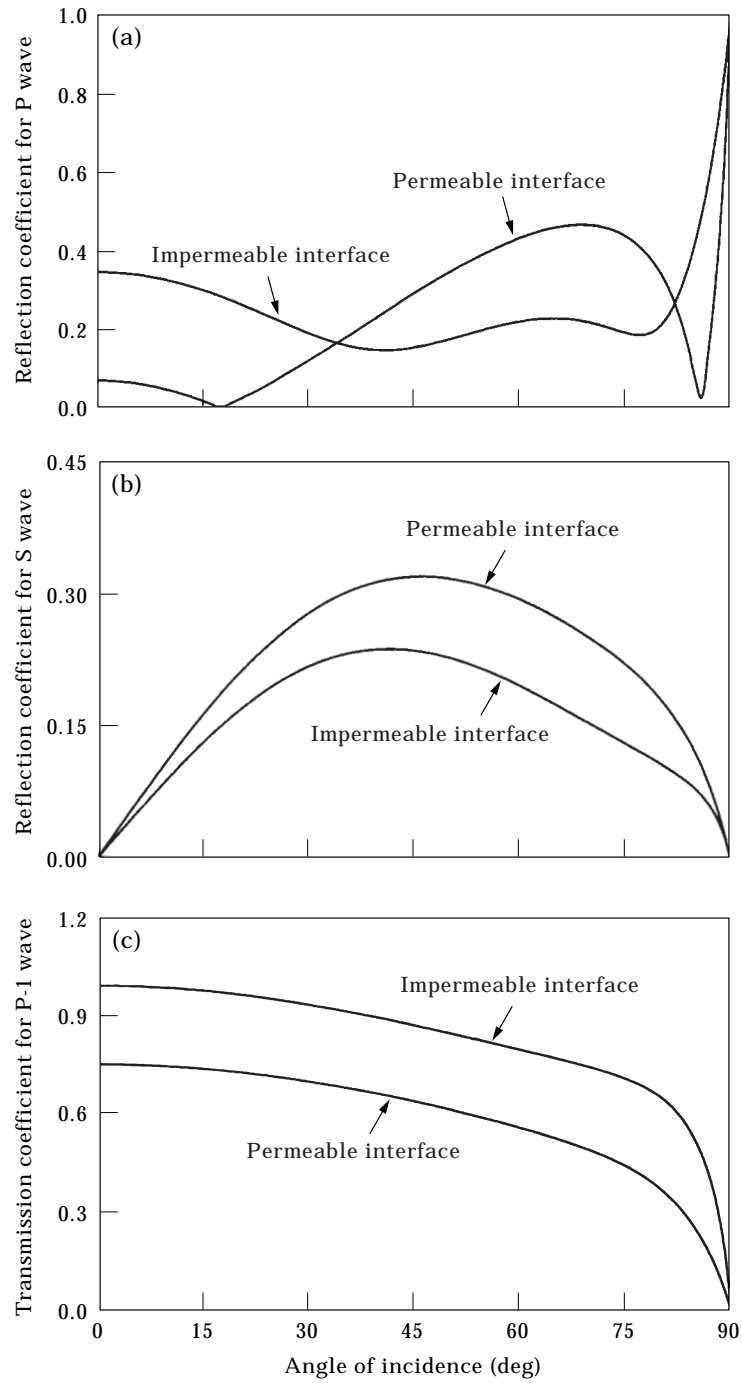 (a)
Reflection coefficient for P wave
1.0
0.8
0.6
0.4
0.2
0.0
Permeable interface
Impermeable interface
(b)
Reflection coefficient for S wave
0.45
0.30
0.15
0.00
Permeable interface
Impermeable interface
(c)
Transmission coefficient for P-1 wave
1.2
0.9
0.6
0.3
0.0
Impermeable interface
Permeable interface
0 15 30 45 60 75 90
Angle of incidence (deg)